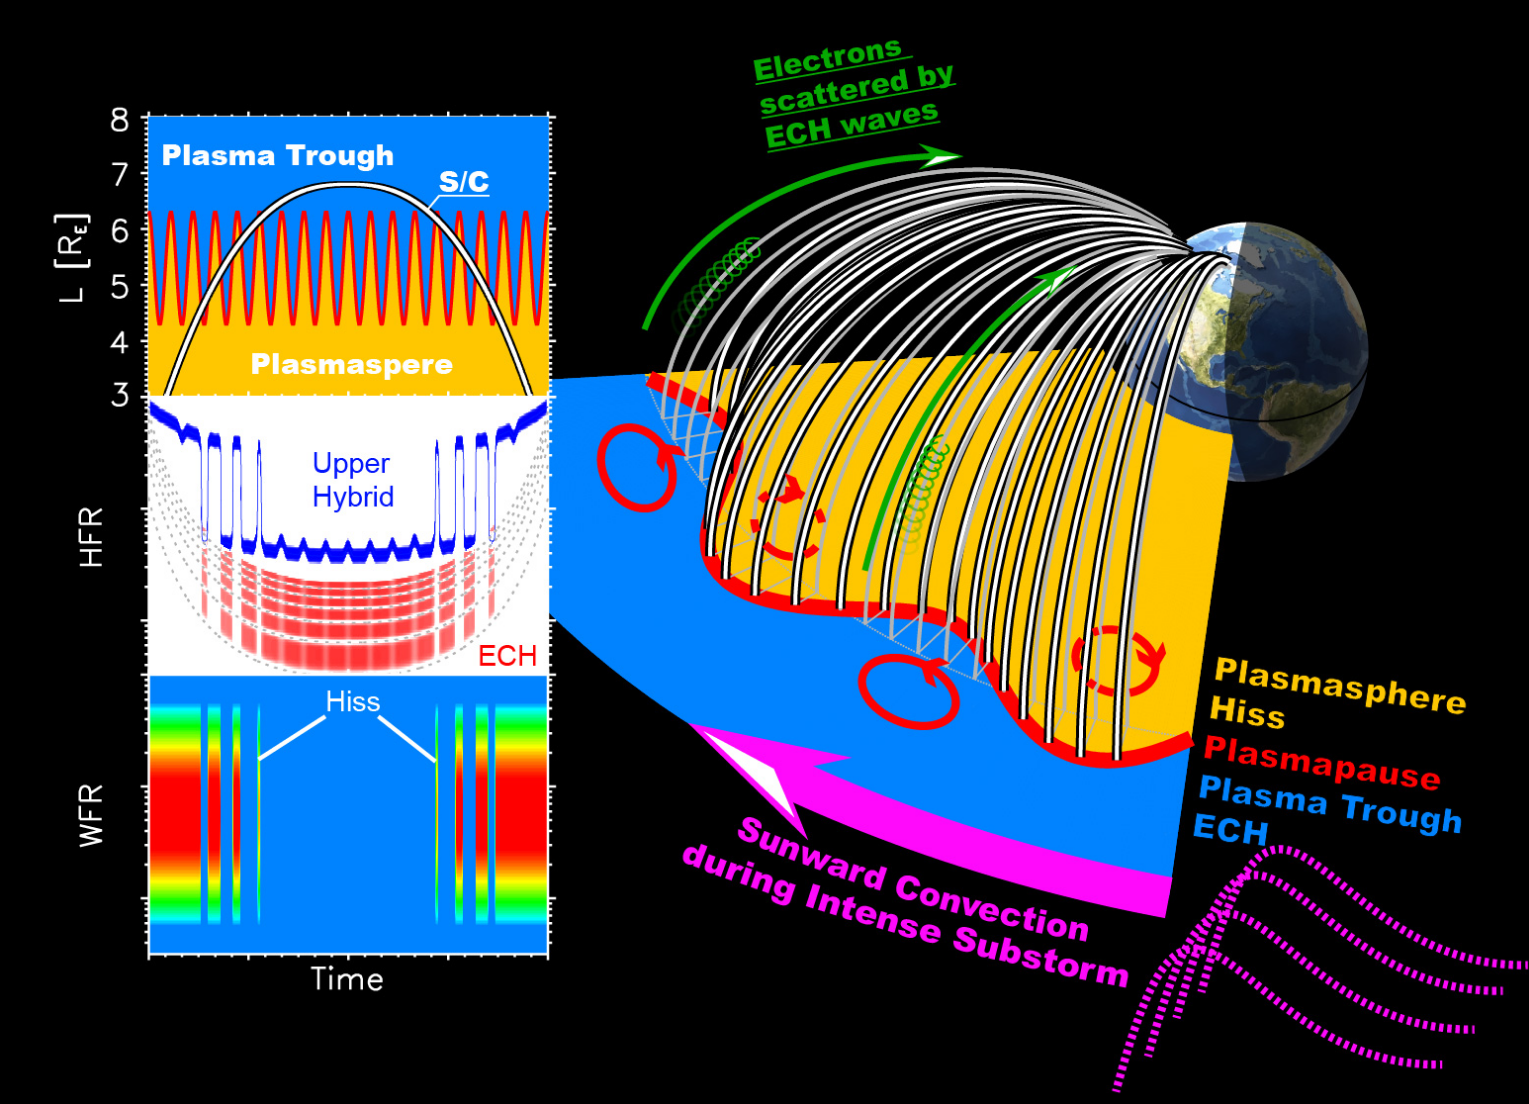 Electrons
scattered by
ECH waves
8
7
6
5
4
3
L [RE]
Plasma Trough
S/C
Plasmaspere
HFR
Upper
Hybrid
ECH
WFR
Hiss
Time
Plasmasphere
Hiss
Plasmapause
Plasma Trough
ECH
Sunward Convection
during Intense Substorm